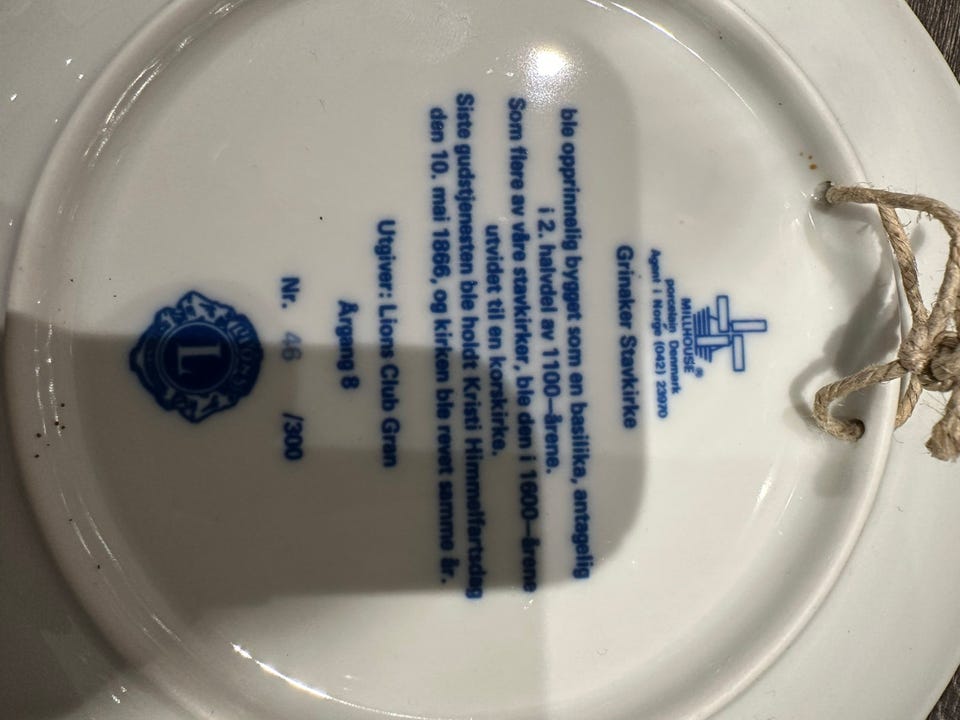 MILLHOUSE ®
porcelain Denmark
Agent i Norge (042) 23970
Grinaker Stavkirke
ble opprinnelig bygget som en basilika, antagelig
i 2. halvdel av 1100—årene.
Som flere av våre stavkirker, ble den i 1600—årene
utvidet til en korskirke.
Siste gudstjenesten ble holdt Kristi Himmelfartsdag
den 10. mai 1866, og kirken ble revet samme år.
Utgiver: Lions Club Gran
Årgang 8
Nr. 46 /300
LIONS
L